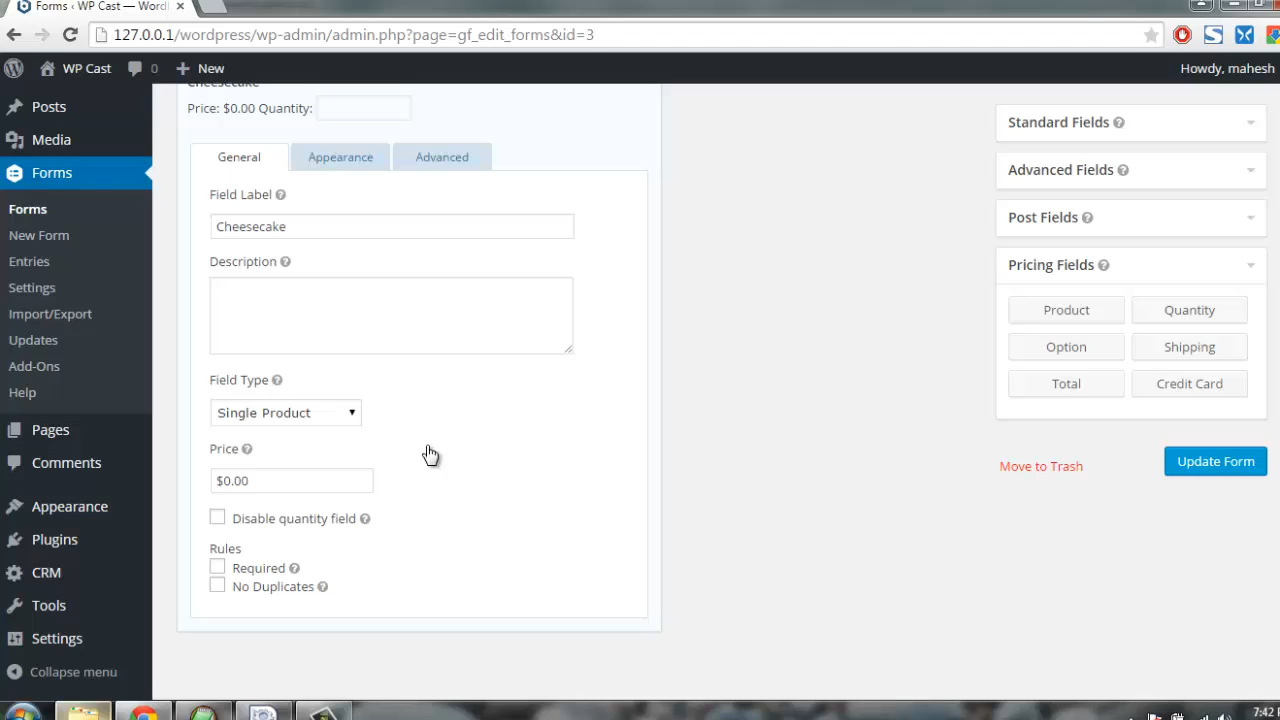 Forms ‹ WP Cast — Word
127.0.0.1/wordpress/wp-admin/admin.php?page=gf_edit_forms&id=3
WP Cast
0
New
Howdy, mahesh
Posts
Media
Forms
Forms
New Form
Entries
Settings
Import/Export
Updates
Add-Ons
Help
Pages
Comments
Appearance
Plugins
CRM
Tools
Settings
Collapse menu
Cheesecake
Price: $0.00 Quantity:
General
Appearance
Advanced
Field Label
Cheesecake
Description
Field Type
Single Product
Price
$0.00
Disable quantity field
Rules
Required
No Duplicates
Standard Fields
Advanced Fields
Post Fields
Pricing Fields
Product
Quantity
Option
Shipping
Total
Credit Card
Move to Trash
Update Form
7:42